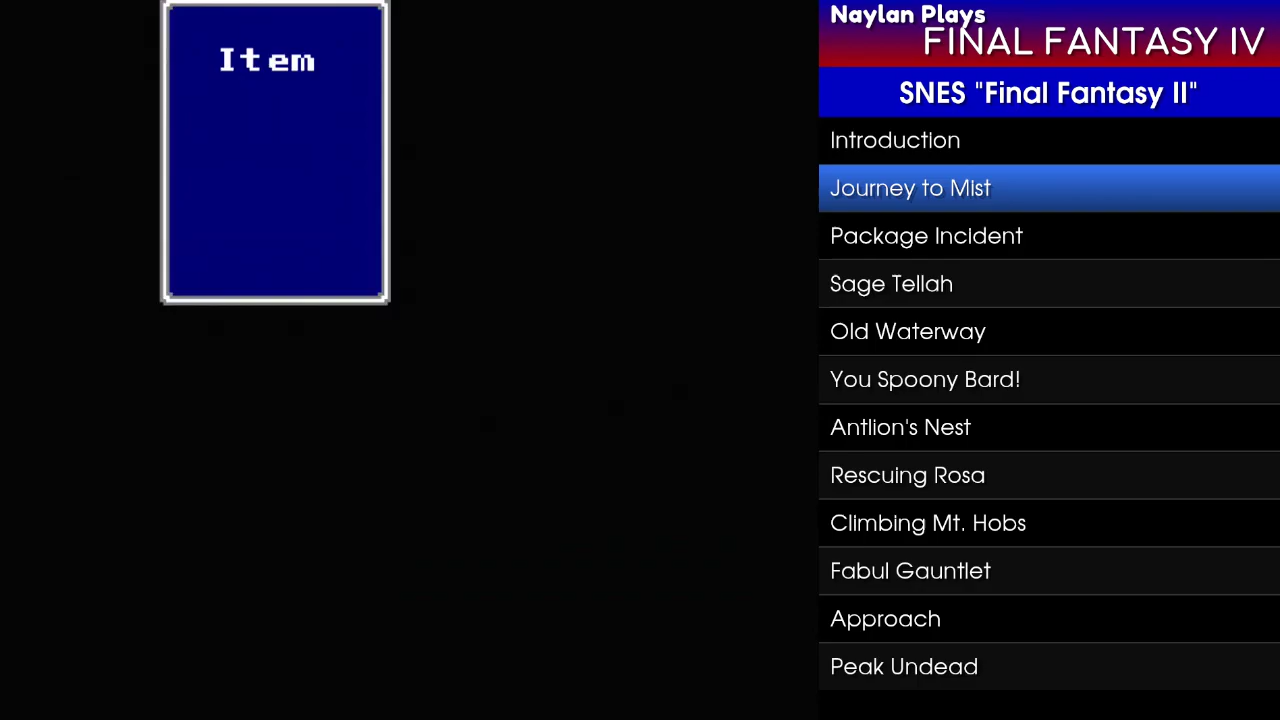 Item
Naylan Plays
FINAL FANTASY IV
SNES "Final Fantasy II"
Introduction
Journey to Mist
Package Incident
Sage Tellah
Old Waterway
You Spoony Bard!
Antlion's Nest
Rescuing Rosa
Climbing Mt. Hobs
Fabul Gauntlet
Approach
Peak Undead